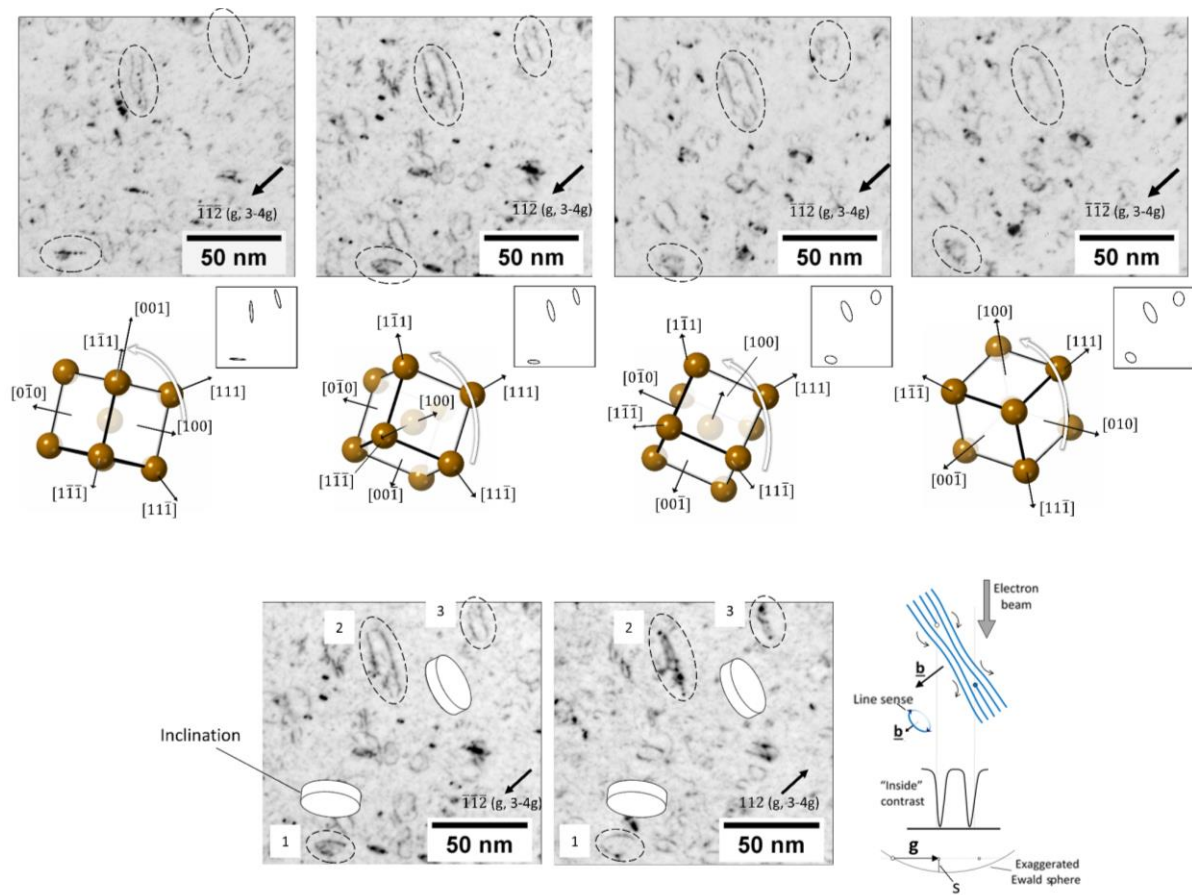 1̅1̅2̅ (g, 3-4g)
50 nm
1̅1̅2̅ (g, 3-4g)
50 nm
1̅1̅2̅ (g, 3-4g)
50 nm
1̅1̅2̅ (g, 3-4g)
50 nm
[001]
[11̅1]
[01̅0]
[111]
[100]
[11̅1̅]
[111̅]
[11̅1]
[01̅0]
[111]
[100]
[11̅1̅]
[001̅]
[111̅]
[11̅1]
[100]
[01̅0]
[111]
[11̅1̅]
[001̅]
[111̅]
[100]
[111]
[11̅1̅]
[010]
[001̅]
[111̅]
2
3
Inclination
1̅1̅2̅ (g, 3-4g)
1
50 nm
2
3
112 (g, 3-4g)
1
50 nm
Electron
beam
b
Line sense
b
"Inside"
contrast
g
Exaggerated
Ewald sphere
S